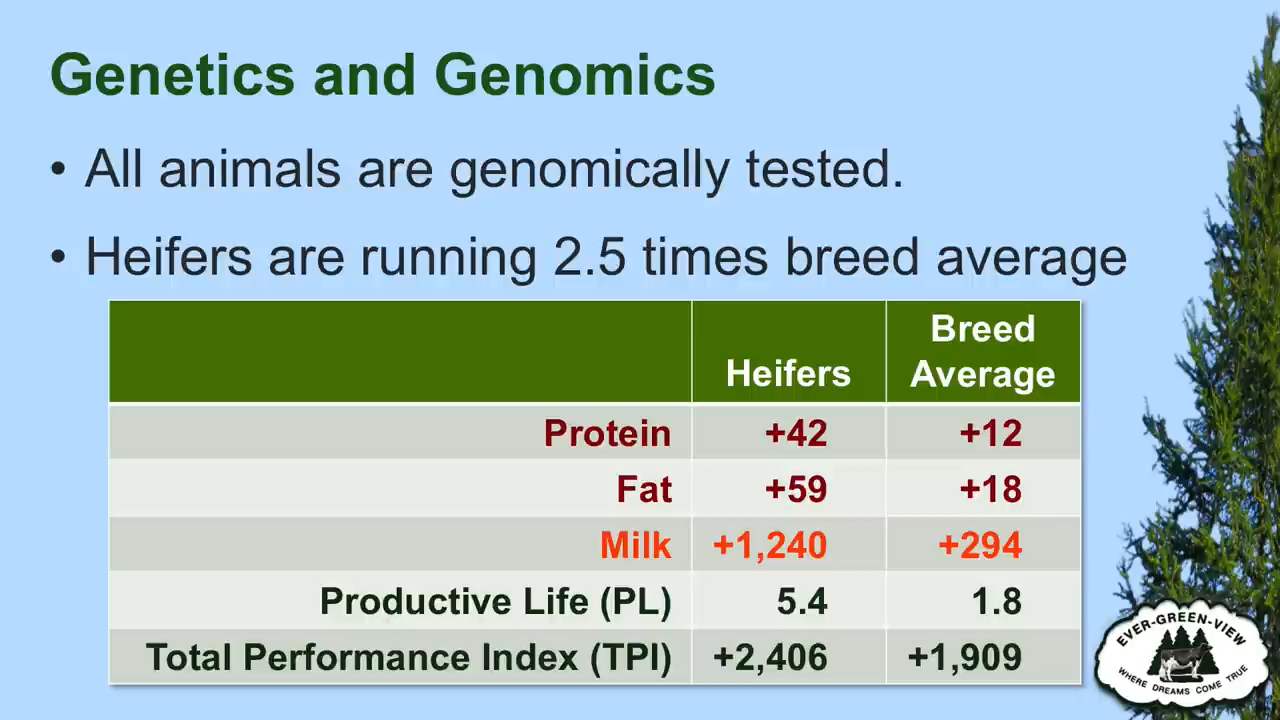 Genetics and Genomics
• All animals are genomically tested.
• Heifers are running 2.5 times breed average
Heifers Breed Average
Protein +42 +12
Fat +59 +18
Milk +1,240 +294
Productive Life (PL) 5.4 1.8
Total Performance Index (TPI) +2,406 +1,909
EVER-GREEN-VIEW
WHERE DREAMS COME TRUE